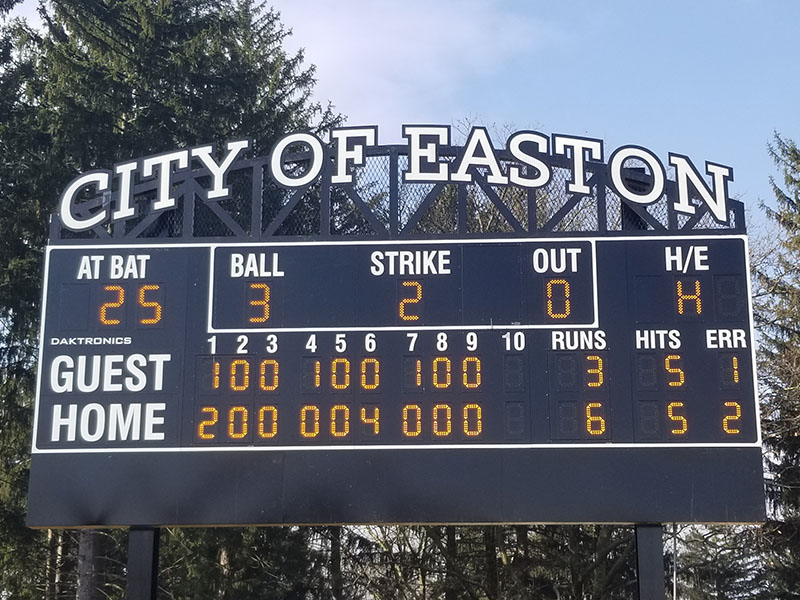 CITY OF EASTON
AT BAT BALL STRIKE OUT H/E
25 3 2 0 H
DAKTRONICS 1 2 3 4 5 6 7 8 9 10 RUNS HITS ERR
GUEST 1 0 0 1 0 0 1 0 0 3 5 1
HOME 2 0 0 0 0 4 0 0 0 6 5 2